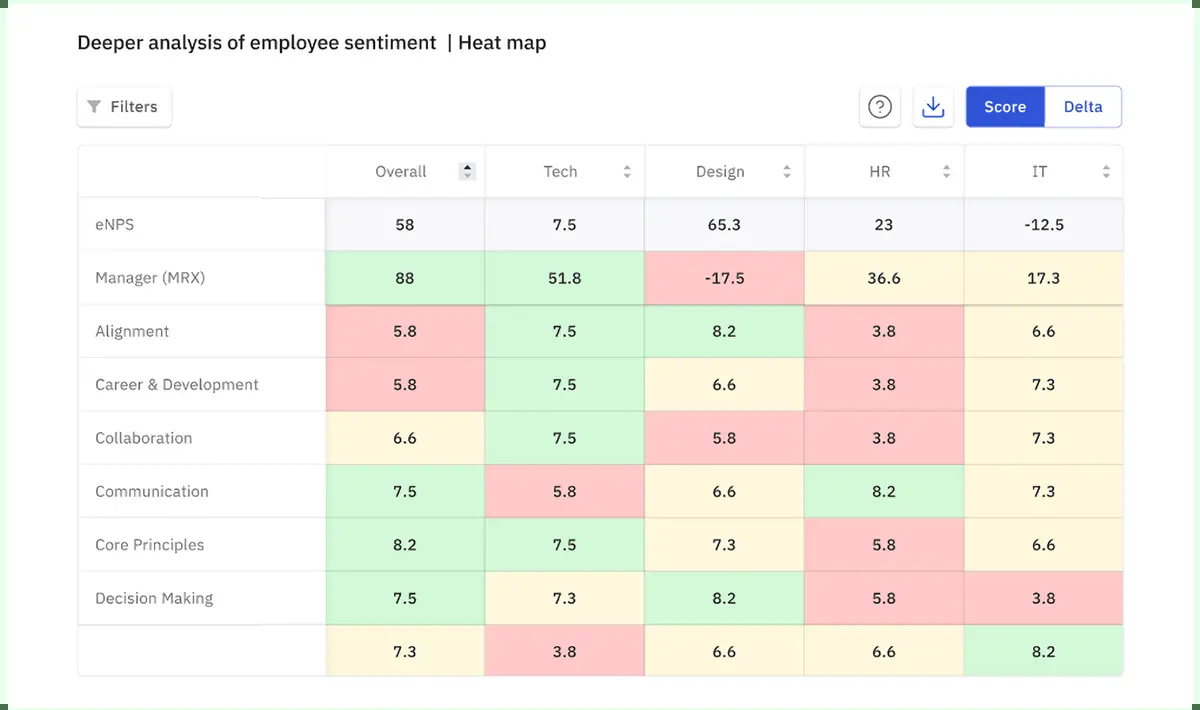 Deeper analysis of employee sentiment | Heat map
Filters ? Score Delta
Overall Tech Design HR IT
eNPS 58 7.5 65.3 23 -12.5
Manager (MRX) 88 51.8 -17.5 36.6 17.3
Alignment 5.8 7.5 8.2 3.8 6.6
Career & Development 5.8 7.5 6.6 3.8 7.3
Collaboration 6.6 7.5 5.8 3.8 7.3
Communication 7.5 5.8 6.6 8.2 7.3
Core Principles 8.2 7.5 7.3 5.8 6.6
Decision Making 7.5 7.3 8.2 5.8 3.8
7.3 3.8 6.6 6.6 8.2